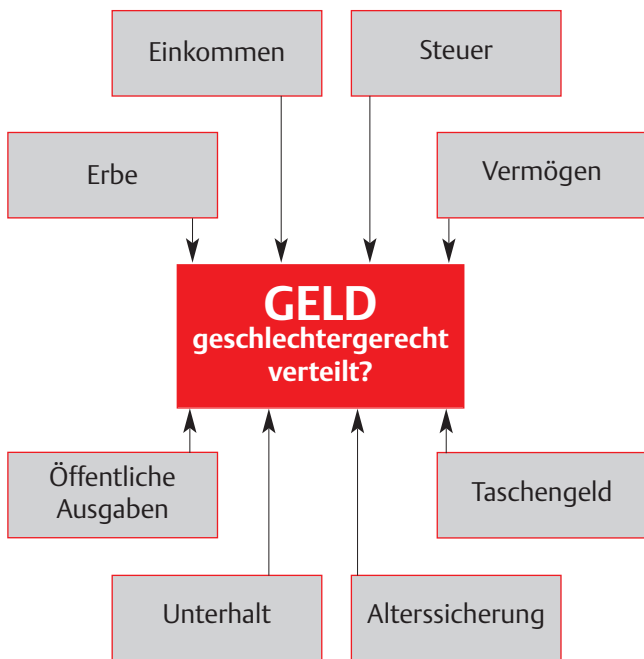 Einkommen
Steuer
Erbe
Vermögen
GELD
geschlechtergerecht
verteilt?
Öffentliche
Ausgaben
Taschengeld
Unterhalt
Alterssicherung